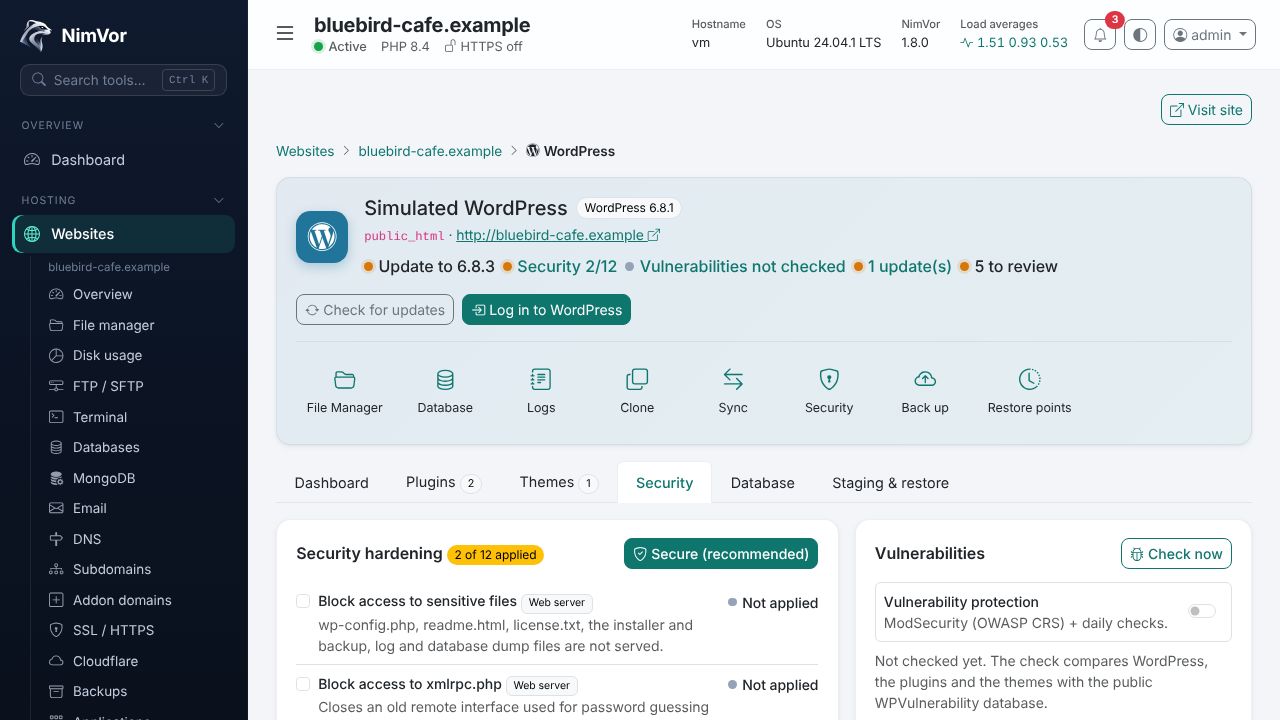 NimVor
Search tools... Ctrl K
OVERVIEW
Dashboard
HOSTING
Websites
bluebird-cafe.example
Overview
File manager
Disk usage
FTP / SFTP
Terminal
Databases
MongoDB
Email
DNS
Subdomains
Addon domains
SSL / HTTPS
Cloudflare
Backups
Applications
bluebird-cafe.example
Active PHP 8.4 HTTPS off
Hostname
vm
OS
Ubuntu 24.04.1 LTS
NimVor
1.8.0
Load averages
1.51 0.93 0.53
3
admin
Visit site
Websites > bluebird-cafe.example > WordPress
Simulated WordPress WordPress 6.8.1
public_html · http://bluebird-cafe.example
Update to 6.8.3 Security 2/12 Vulnerabilities not checked 1 update(s) 5 to review
Check for updates Log in to WordPress
File Manager Database Logs Clone Sync Security Back up Restore points
Dashboard Plugins 2 Themes 1 Security Database Staging & restore
Security hardening 2 of 12 applied Secure (recommended)
Block access to sensitive files Web server Not applied
wp-config.php, readme.html, license.txt, the installer and
backup, log and database dump files are not served.
Block access to xmlrpc.php Web server Not applied
Closes an old remote interface used for password guessing
Vulnerabilities Check now
Vulnerability protection
ModSecurity (OWASP CRS) + daily checks.
Not checked yet. The check compares WordPress,
the plugins and the themes with the public
WPVulnerability database.